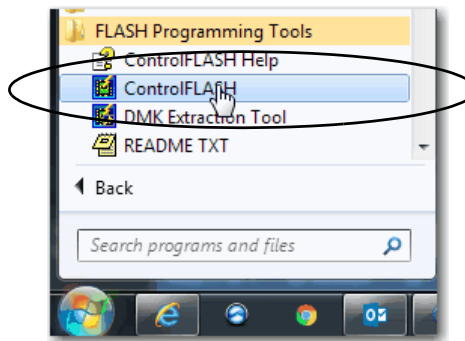 FLASH Programming Tools
ControlFLASH Help
ControlFLASH
DMK Extraction Tool
README TXT
Back
Search programs and files